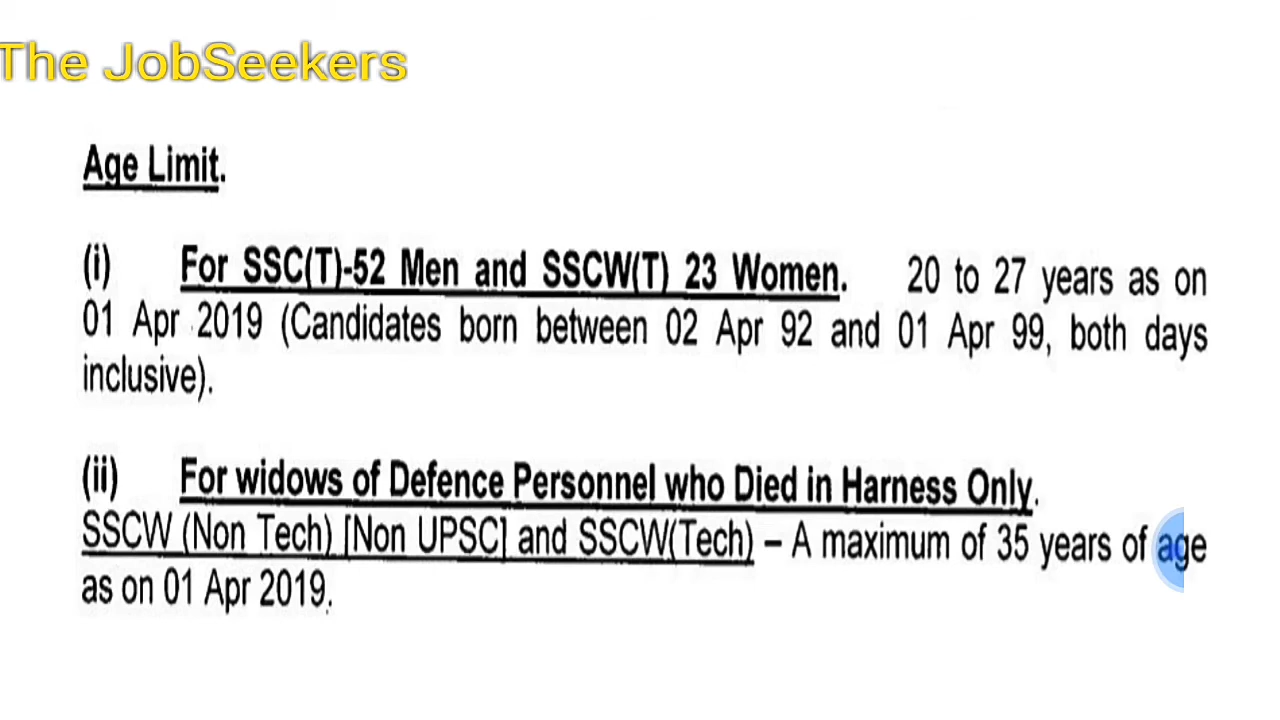 The JobSeekers
Age Limit.
(i) For SSC(T)-52 Men and SSCW(T) 23 Women. 20 to 27 years as on
01 Apr 2019 (Candidates born between 02 Apr 92 and 01 Apr 99, both days
inclusive).
(ii) For widows of Defence Personnel who Died in Harness Only.
SSCW (Non Tech) [Non UPSC] and SSCW(Tech) – A maximum of 35 years of age
as on 01 Apr 2019.